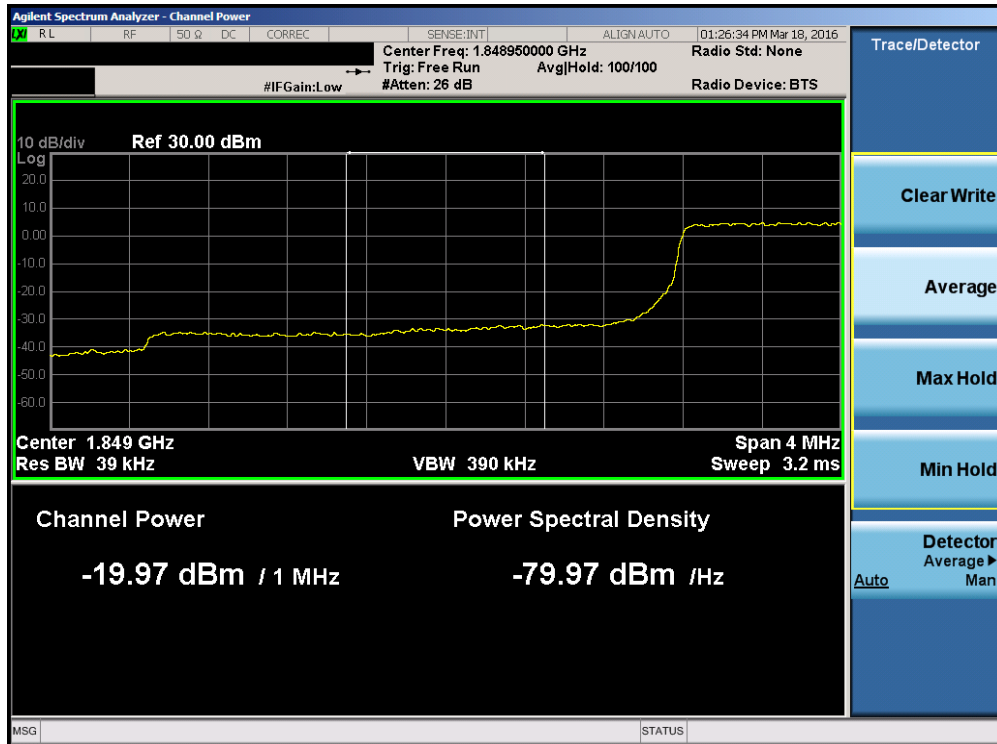 Agilent Spectrum Analyzer - Channel Power
LXI RL RF 50 Ω DC CORREC SENSE:INT ALIGN AUTO 01:26:34 PM Mar 18, 2016
Center Freq: 1.848950000 GHz Radio Std: None
Trig: Free Run Avg|Hold: 100/100
#IFGain:Low #Atten: 26 dB Radio Device: BTS
10 dB/div Ref 30.00 dBm
Log
20.0
10.0
0.00
-10.0
-20.0
-30.0
-40.0
-50.0
-60.0
Center 1.849 GHz Span 4 MHz
Res BW 39 kHz VBW 390 kHz Sweep 3.2 ms
Channel Power Power Spectral Density
-19.97 dBm / 1 MHz -79.97 dBm /Hz
MSG STATUS
Trace/Detector
Clear Write
Average
Max Hold
Min Hold
Detector
Average▶
Auto Man